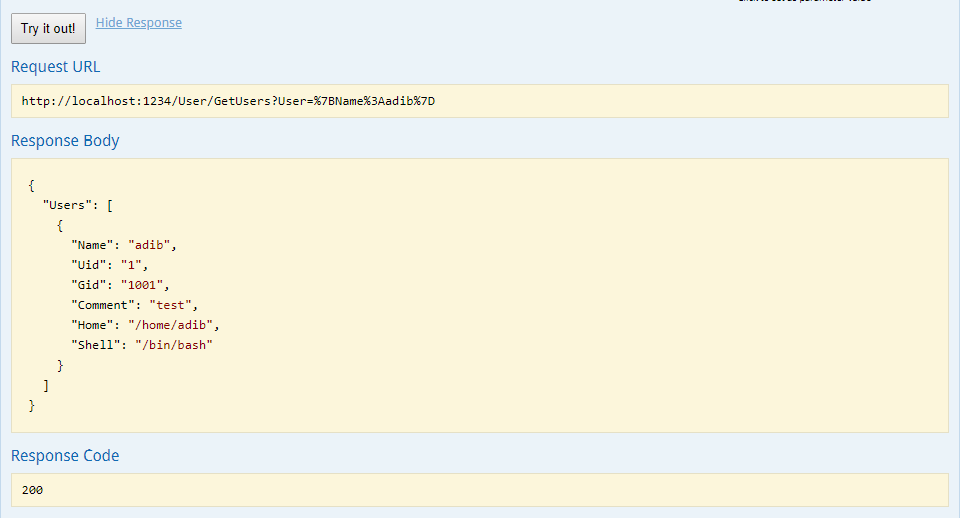 Try it out! Hide Response
Request URL
http://localhost:1234/User/GetUsers?User=%7BName%3Aadib%7D
Response Body
{
"Users": [
{
"Name": "adib",
"Uid": "1",
"Gid": "1001",
"Comment": "test",
"Home": "/home/adib",
"Shell": "/bin/bash"
}
]
}
Response Code
200